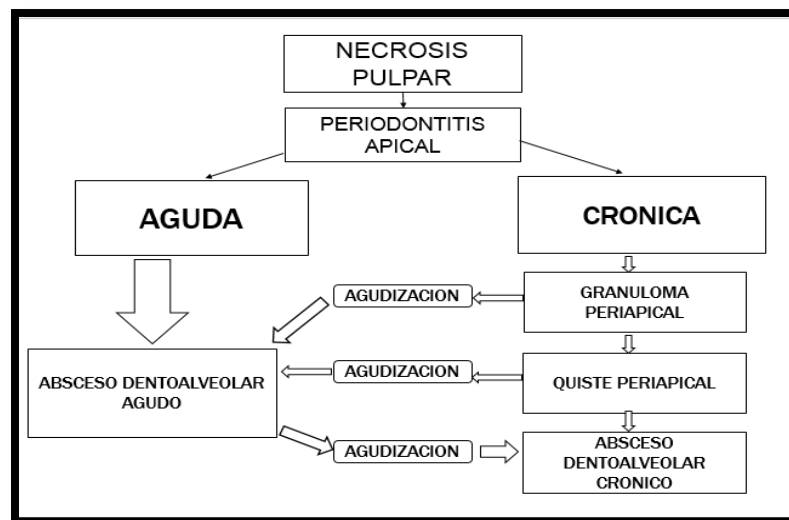 NECROSIS
PULPAR
PERIODONTITIS
APICAL
AGUDA
CRONICA
AGUDIZACION
GRANULOMA
PERIAPICAL
ABSCESO DENTOALVEOLAR
AGUDO
AGUDIZACION
QUISTE PERIAPICAL
AGUDIZACION
ABSCESO
DENTOALVEOLAR
CRONICO